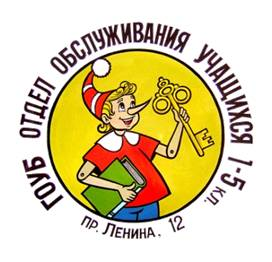 ГОУБ ОТДЕЛ ОБСЛУЖИВАНИЯ УЧАЩИХСЯ 1-5 КЛ.
ПР. ЛЕНИНА, 12